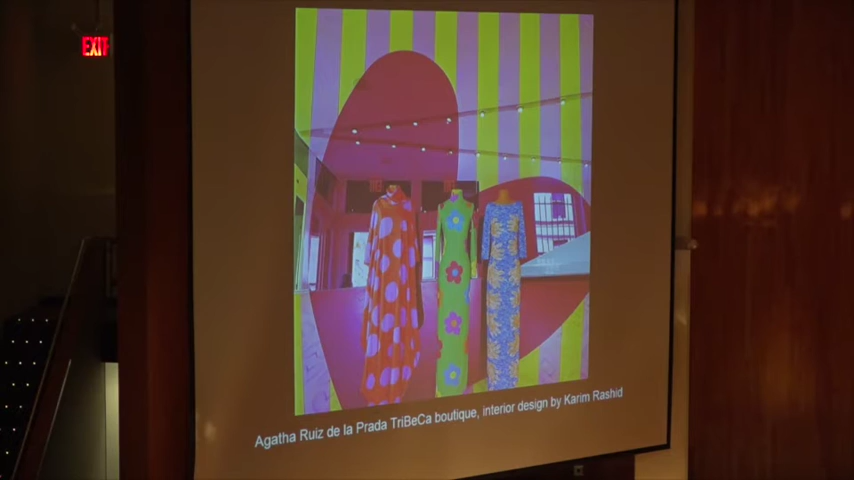 EXIT
Agatha Ruiz de la Prada TriBeCa boutique, interior design by Karim Rashid